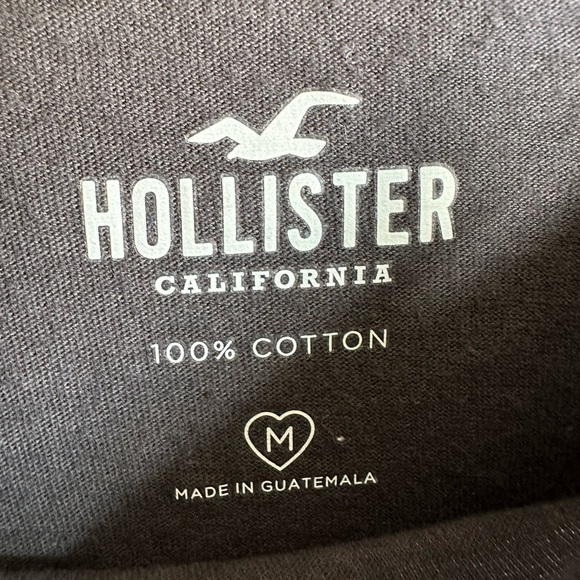 HOLLISTER
CALIFORNIA
100% COTTON
M
MADE IN GUATEMALA